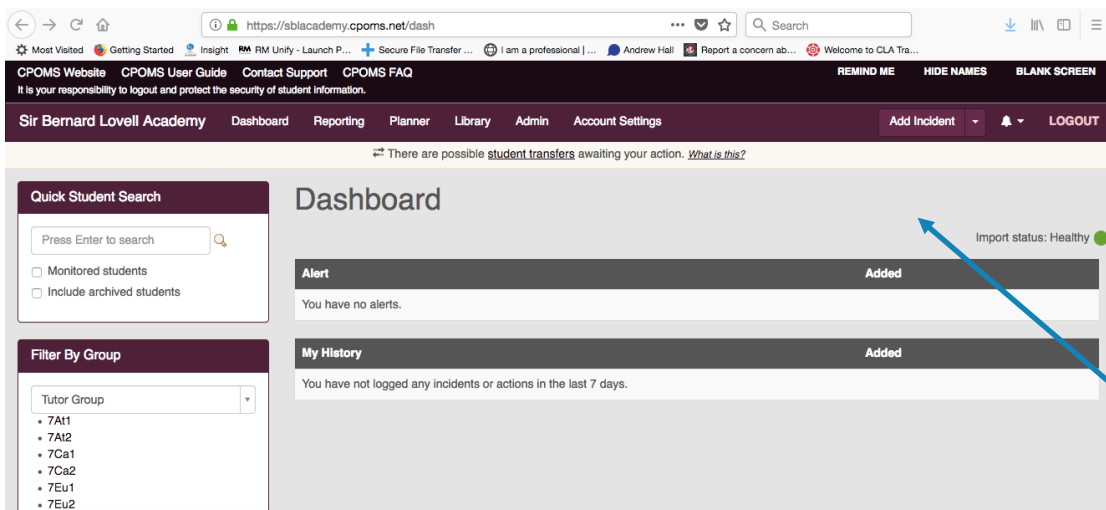 https://sblacademy.cpoms.net/dash
Search
Most Visited Getting Started Insight RM RM Unify - Launch P... Secure File Transfer ... I am a professional | ... Andrew Hall Report a concern ab... Welcome to CLA Tra...
CPOMS Website CPOMS User Guide Contact Support CPOMS FAQ REMIND ME HIDE NAMES BLANK SCREEN
It is your responsibility to logout and protect the security of student information.
Sir Bernard Lovell Academy Dashboard Reporting Planner Library Admin Account Settings Add Incident LOGOUT
There are possible student transfers awaiting your action. What is this?
Quick Student Search
Press Enter to search
Monitored students
Include archived students
Filter By Group
Tutor Group
7At1
7At2
7Ca1
7Ca2
7Eu1
7Eu2
Dashboard
Import status: Healthy
Alert Added
You have no alerts.
My History Added
You have not logged any incidents or actions in the last 7 days.